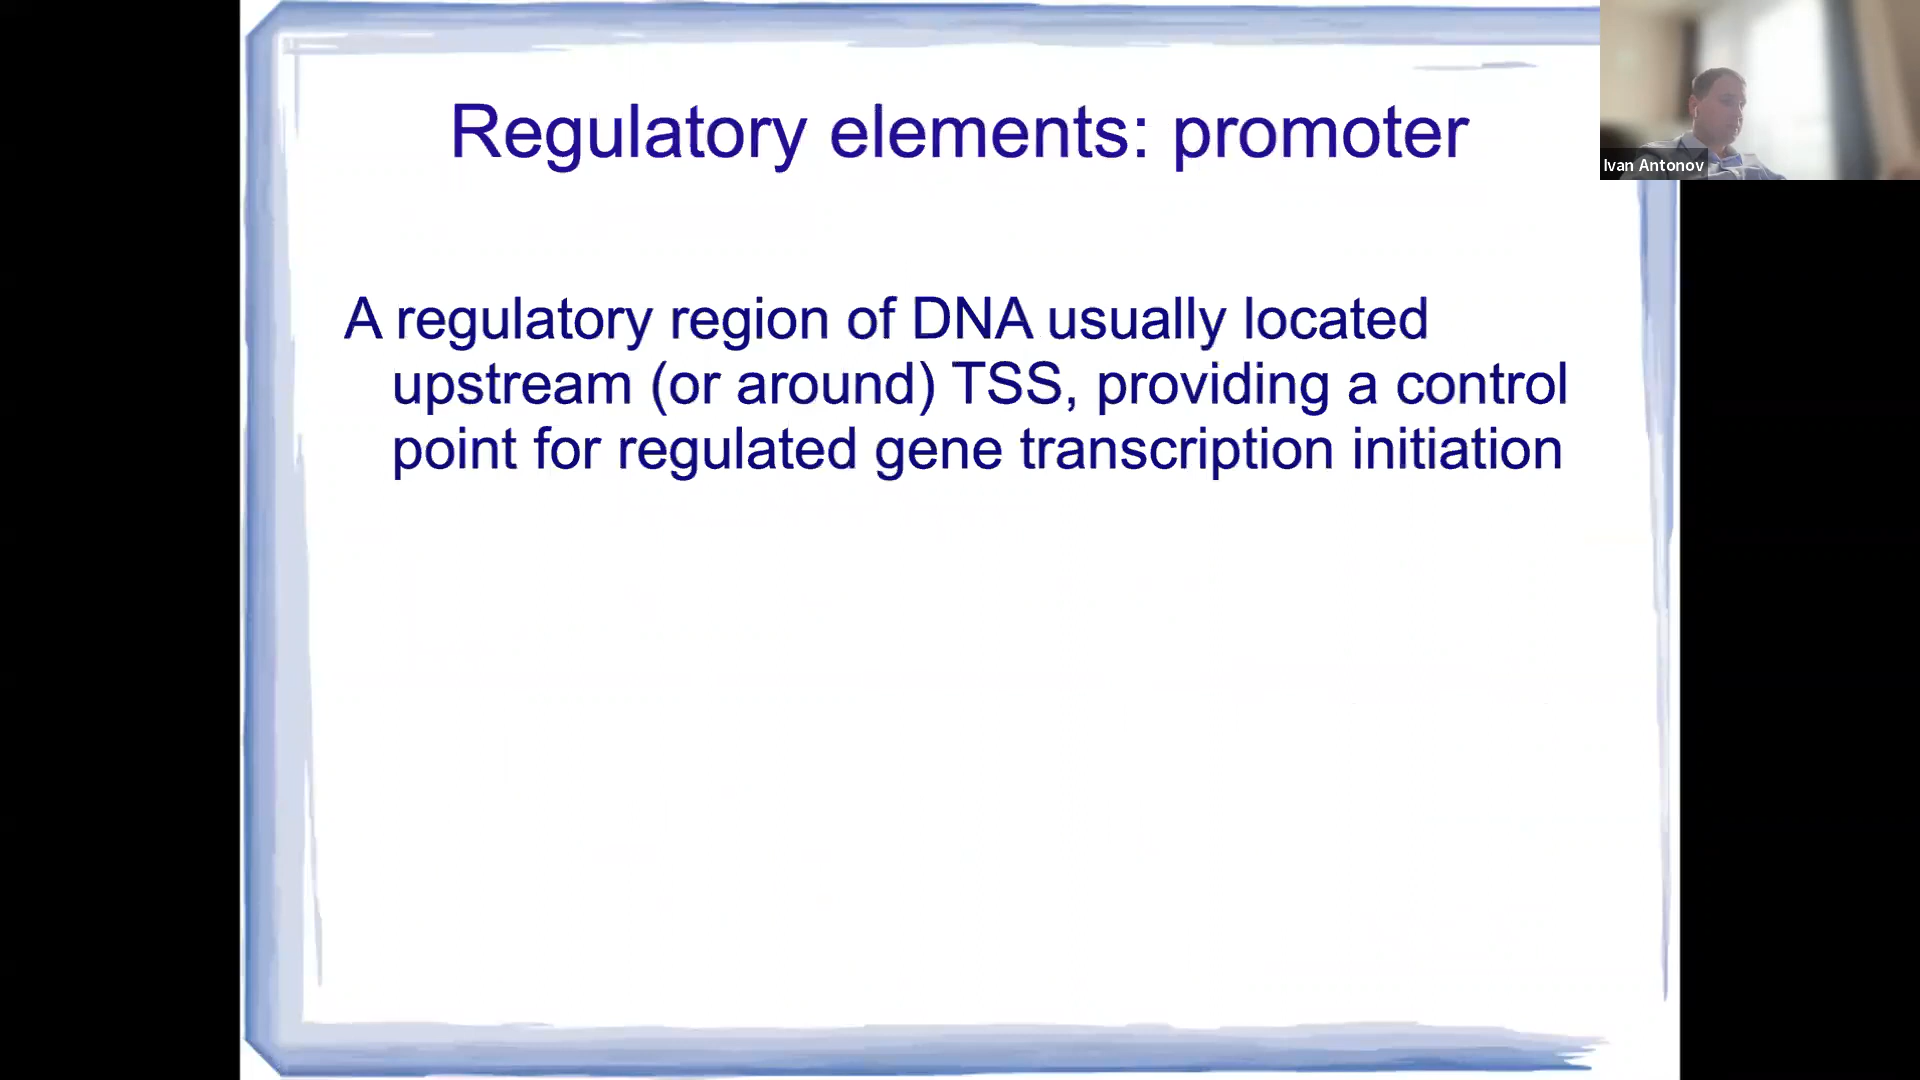 Regulatory elements: promoter
Ivan Antonov
A regulatory region of DNA usually located
upstream (or around) TSS, providing a control
point for regulated gene transcription initiation